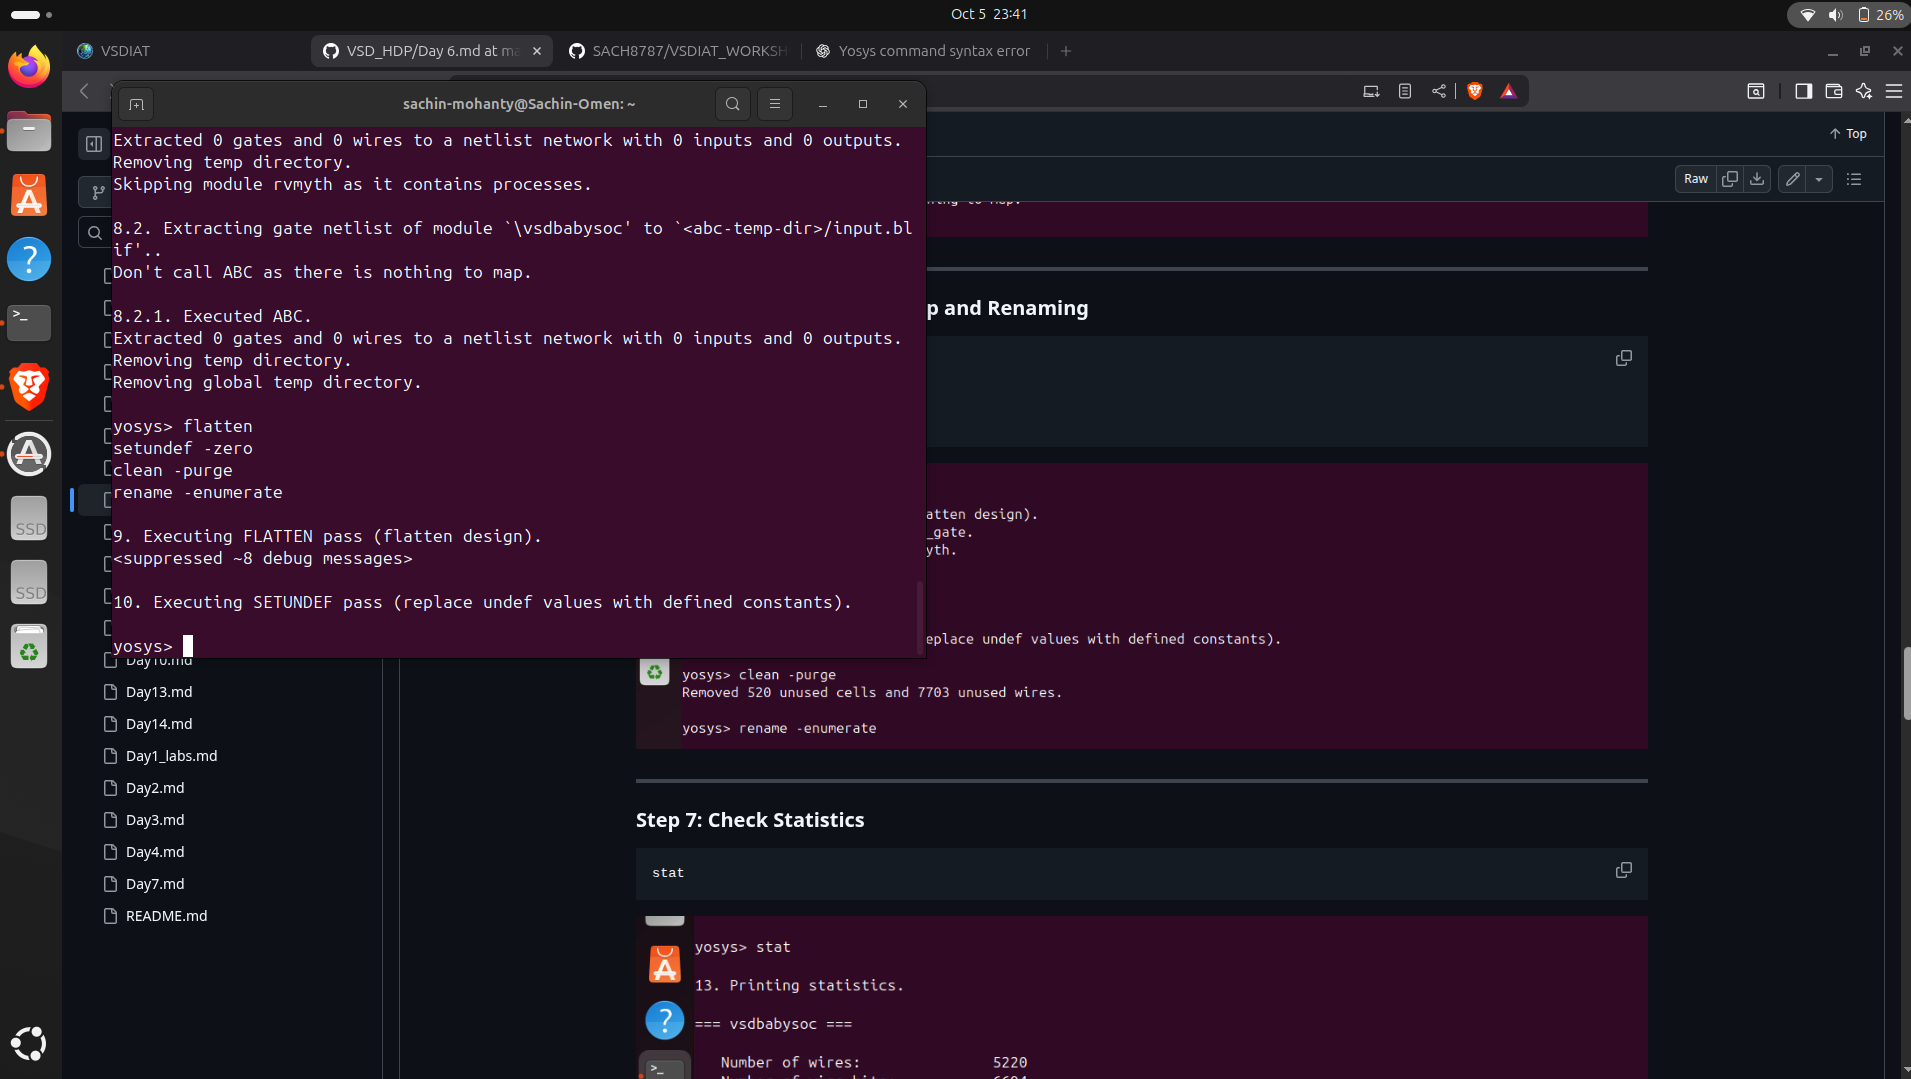 Oct 5 23:41
26%
VSDIAT
VSD_HDP/Day 6.md at ma
SACH8787/VSDIAT_WORKSH
Yosys command syntax error
sachin-mohanty@Sachin-Omen: ~
Top
Raw
Extracted 0 gates and 0 wires to a netlist network with 0 inputs and 0 outputs.
Removing temp directory.
Skipping module rvmyth as it contains processes.
8.2. Extracting gate netlist of module `\vsdbabysoc' to `<abc-temp-dir>/input.bl
if'..
Don't call ABC as there is nothing to map.
8.2.1. Executed ABC.
Extracted 0 gates and 0 wires to a netlist network with 0 inputs and 0 outputs.
Removing temp directory.
Removing global temp directory.
yosys> flatten
setundef -zero
clean -purge
rename -enumerate
9. Executing FLATTEN pass (flatten design).
<suppressed ~8 debug messages>
10. Executing SETUNDEF pass (replace undef values with defined constants).
yosys>
p and Renaming
atten design).
_gate.
yth.
eplace undef values with defined constants).
yosys> clean -purge
Removed 520 unused cells and 7703 unused wires.
yosys> rename -enumerate
Step 7: Check Statistics
stat
yosys> stat
13. Printing statistics.
=== vsdbabysoc ===
Number of wires: 5220
SSD
SSD
Day10.md
Day13.md
Day14.md
Day1_labs.md
Day2.md
Day3.md
Day4.md
Day7.md
README.md